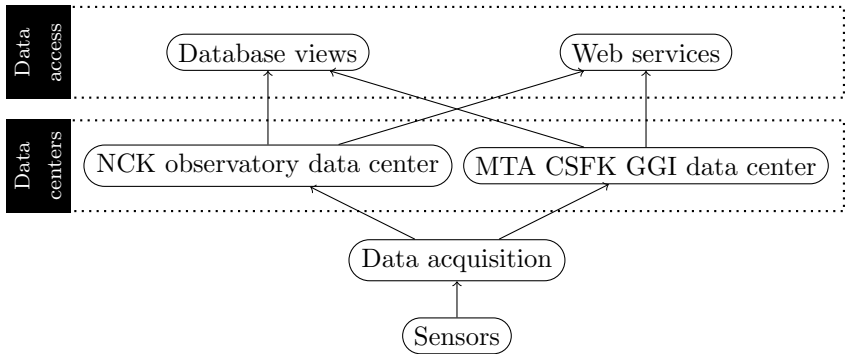 Data
access
Database views
Web services
Data
centers
NCK observatory data center
MTA CSFK GGI data center
Data acquisition
Sensors